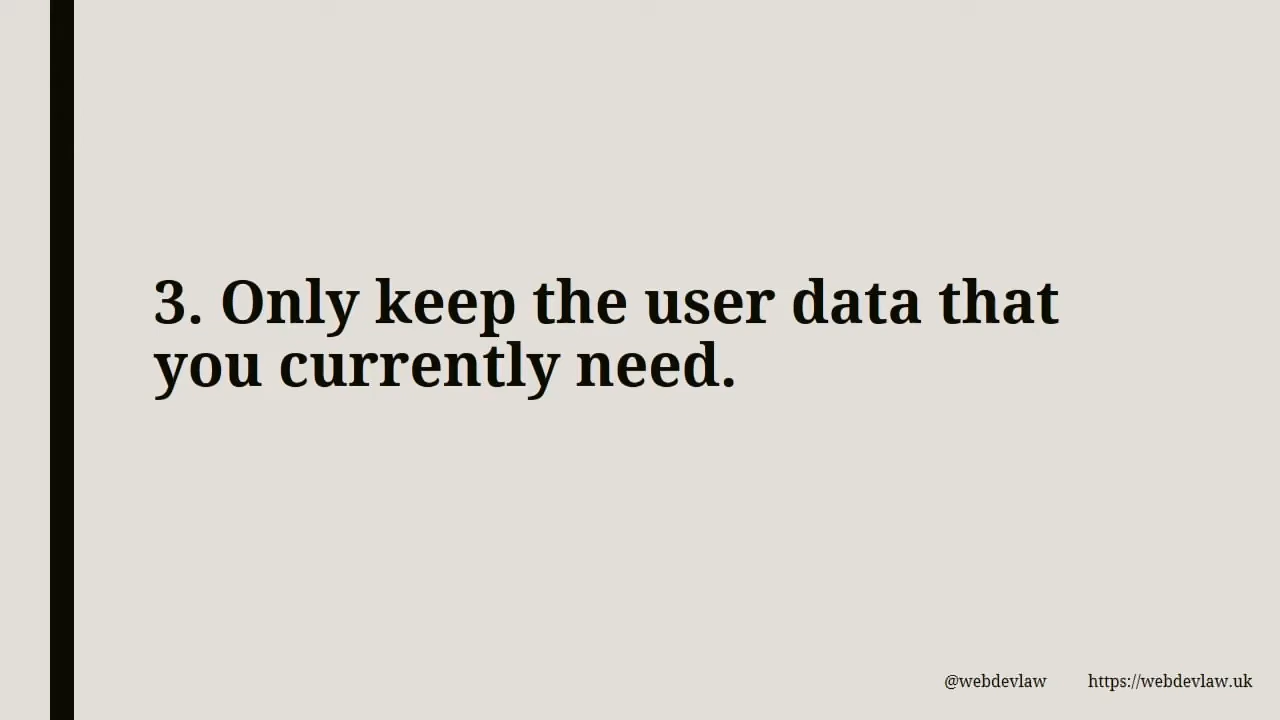 3. Only keep the user data that
you currently need.
@webdevlaw https://webdevlaw.uk